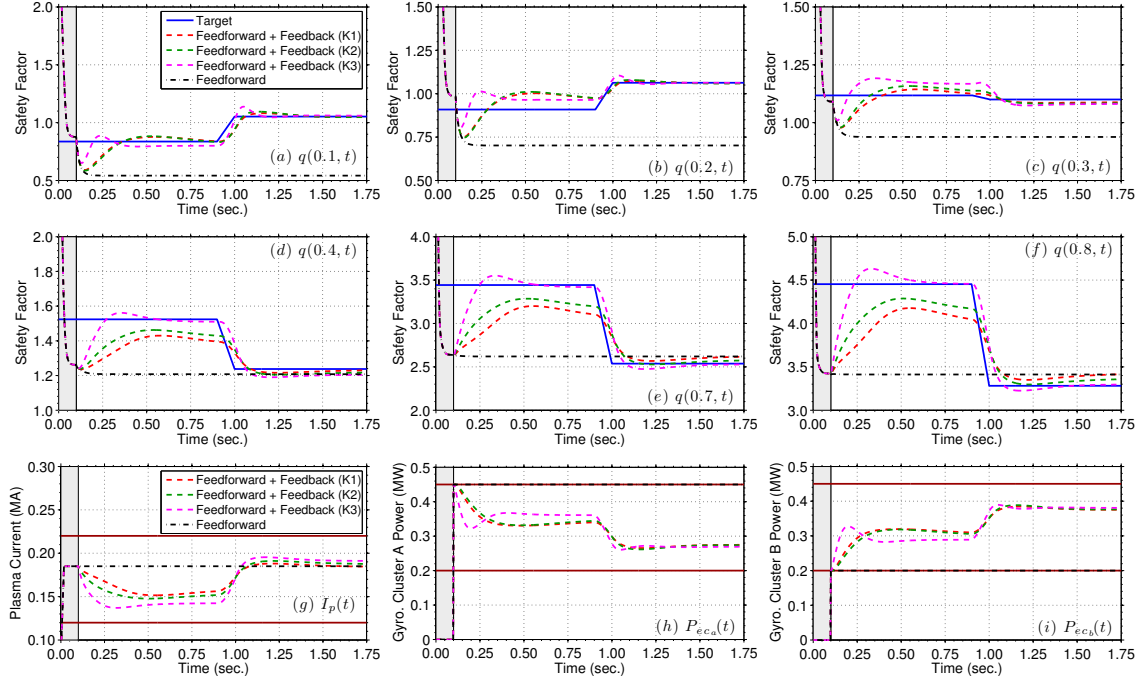 2.0
1.5
1.0
0.5
0.00 0.25 0.50 0.75 1.00 1.25 1.50 1.75
Time (sec.)
Safety Factor
Target
Feedforward + Feedback (K1)
Feedforward + Feedback (K2)
Feedforward + Feedback (K3)
Feedforward
(a) q(0.1, t)
1.50
1.25
1.00
0.75
0.50
0.00 0.25 0.50 0.75 1.00 1.25 1.50 1.75
Time (sec.)
Safety Factor
(b) q(0.2, t)
1.50
1.25
1.00
0.75
0.00 0.25 0.50 0.75 1.00 1.25 1.50 1.75
Time (sec.)
Safety Factor
(c) q(0.3, t)
2.0
1.8
1.6
1.4
1.2
1.0
0.00 0.25 0.50 0.75 1.00 1.25 1.50 1.75
Time (sec.)
Safety Factor
(d) q(0.4, t)
4.0
3.5
3.0
2.5
2.0
0.00 0.25 0.50 0.75 1.00 1.25 1.50 1.75
Time (sec.)
Safety Factor
(e) q(0.7, t)
5.0
4.5
4.0
3.5
3.0
0.00 0.25 0.50 0.75 1.00 1.25 1.50 1.75
Time (sec.)
Safety Factor
(f) q(0.8, t)
0.30
0.25
0.20
0.15
0.10
0.00 0.25 0.50 0.75 1.00 1.25 1.50 1.75
Time (sec.)
Plasma Current (MA)
Feedforward + Feedback (K1)
Feedforward + Feedback (K2)
Feedforward + Feedback (K3)
Feedforward
(g) I_p(t)
0.5
0.4
0.3
0.2
0.1
0
0.00 0.25 0.50 0.75 1.00 1.25 1.50 1.75
Time (sec.)
Gyro. Cluster A Power (MW)
(h) P_{ec_a}(t)
0.5
0.4
0.3
0.2
0.1
0
0.00 0.25 0.50 0.75 1.00 1.25 1.50 1.75
Time (sec.)
Gyro. Cluster B Power (MW)
(i) P_{ec_b}(t)